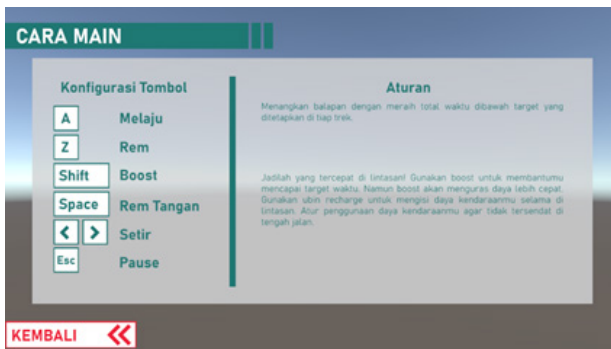 CARA MAIN
Konfigurasi Tombol
A Melaju
Z Rem
Shift Boost
Space Rem Tangan
< > Setir
Esc Pause
Aturan
Menangkan balapan dengan meraih total waktu dibawah target yang
ditetapkan di tiap trek.
Jadilah yang tercepat di lintasan! Gunakan boost untuk membantumu
mencapai target waktu. Namun boost akan menguras daya lebih cepat.
Gunakan ubin recharge untuk mengisi daya kendaraanmu selama di
lintasan. Atur penggunaan daya kendaraanmu agar tidak tersendat di
tengah jalan.
KEMBALI